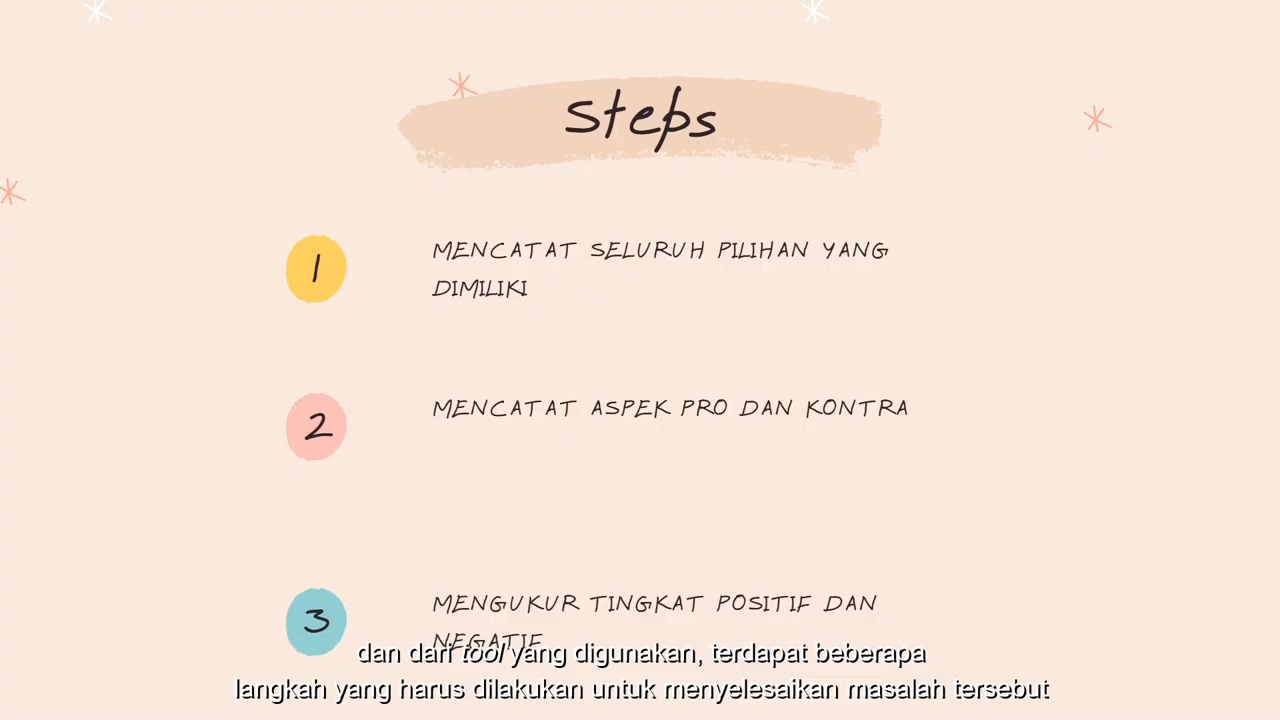 Steps
1
MENCATAT SELURUH PILIHAN YANG
DIMILIKI
2
MENCATAT ASPEK PRO DAN KONTRA
3
MENGUKUR TINGKAT POSITIF DAN
NEGATIF
dan dari tool yang digunakan, terdapat beberapa
langkah yang harus dilakukan untuk menyelesaikan masalah tersebut